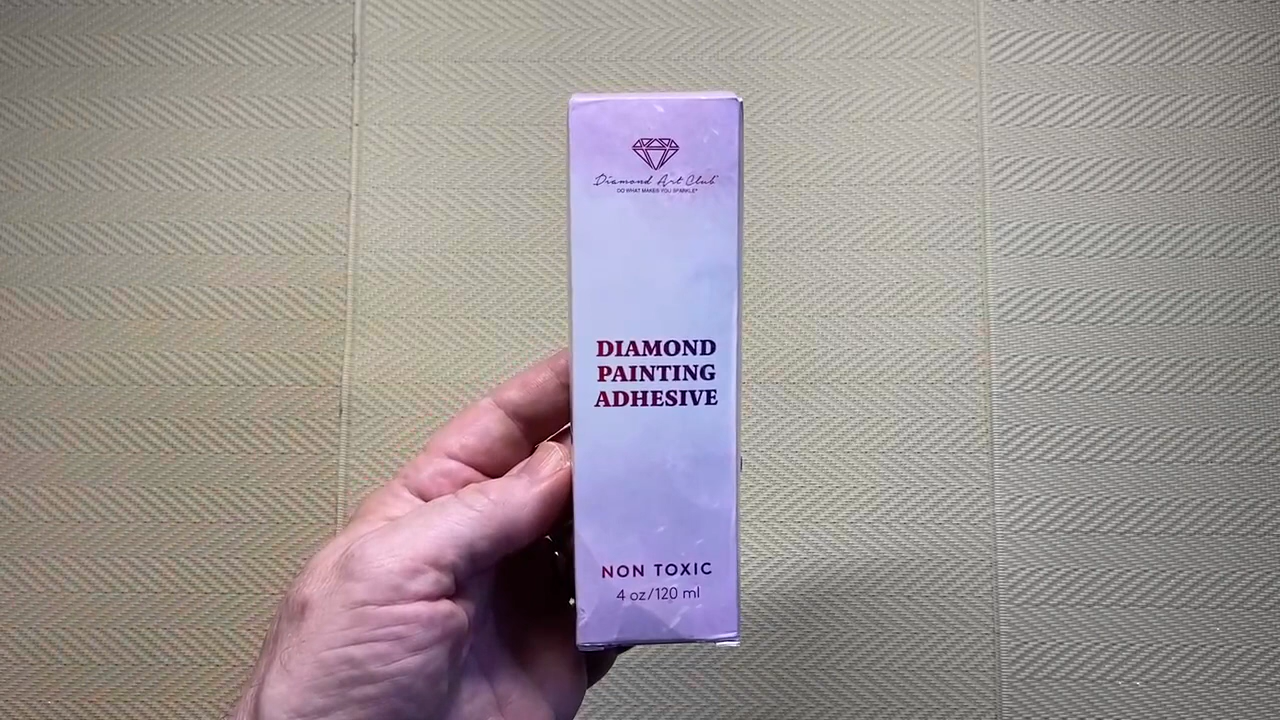 Diamond Art Club
DO WHAT MAKES YOU SPARKLE
DIAMOND
PAINTING
ADHESIVE
NON TOXIC
4 oz/120 ml